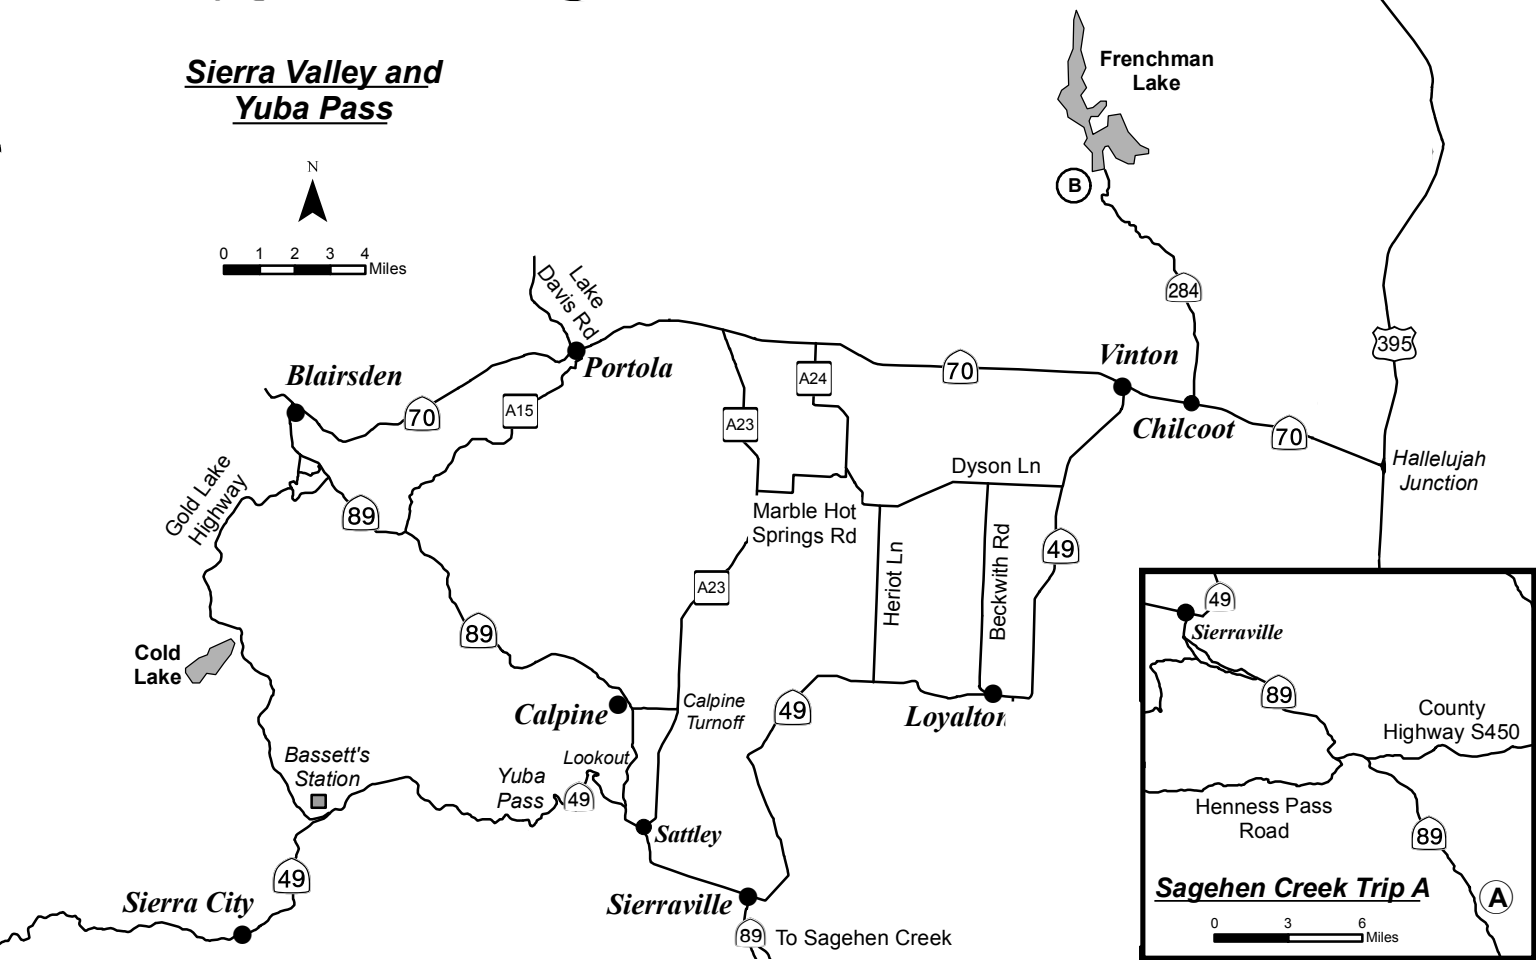 Sierra Valley and
Yuba Pass
N
0 1 2 3 4
Miles
Frenchman
Lake
B
284
395
Lake
Davis Rd
Portola
Blairsden
70
A15
A23
A24
70
Vinton
Chilcoot
70
Hallelujah
Junction
Gold Lake
Highway
89
Dyson Ln
Marble Hot
Springs Rd
Heriot Ln
Beckwith Rd
49
A23
89
Cold
Lake
Calpine
Calpine
Turnoff
49
Loyalton
Bassett's
Station
Yuba
Pass
Lookout
49
Sattley
49
Sierra City
Sierraville
89
To Sagehen Creek
49
Sierraville
89
County
Highway S450
Henness Pass
Road
89
Sagehen Creek Trip A
A
0 3 6
Miles